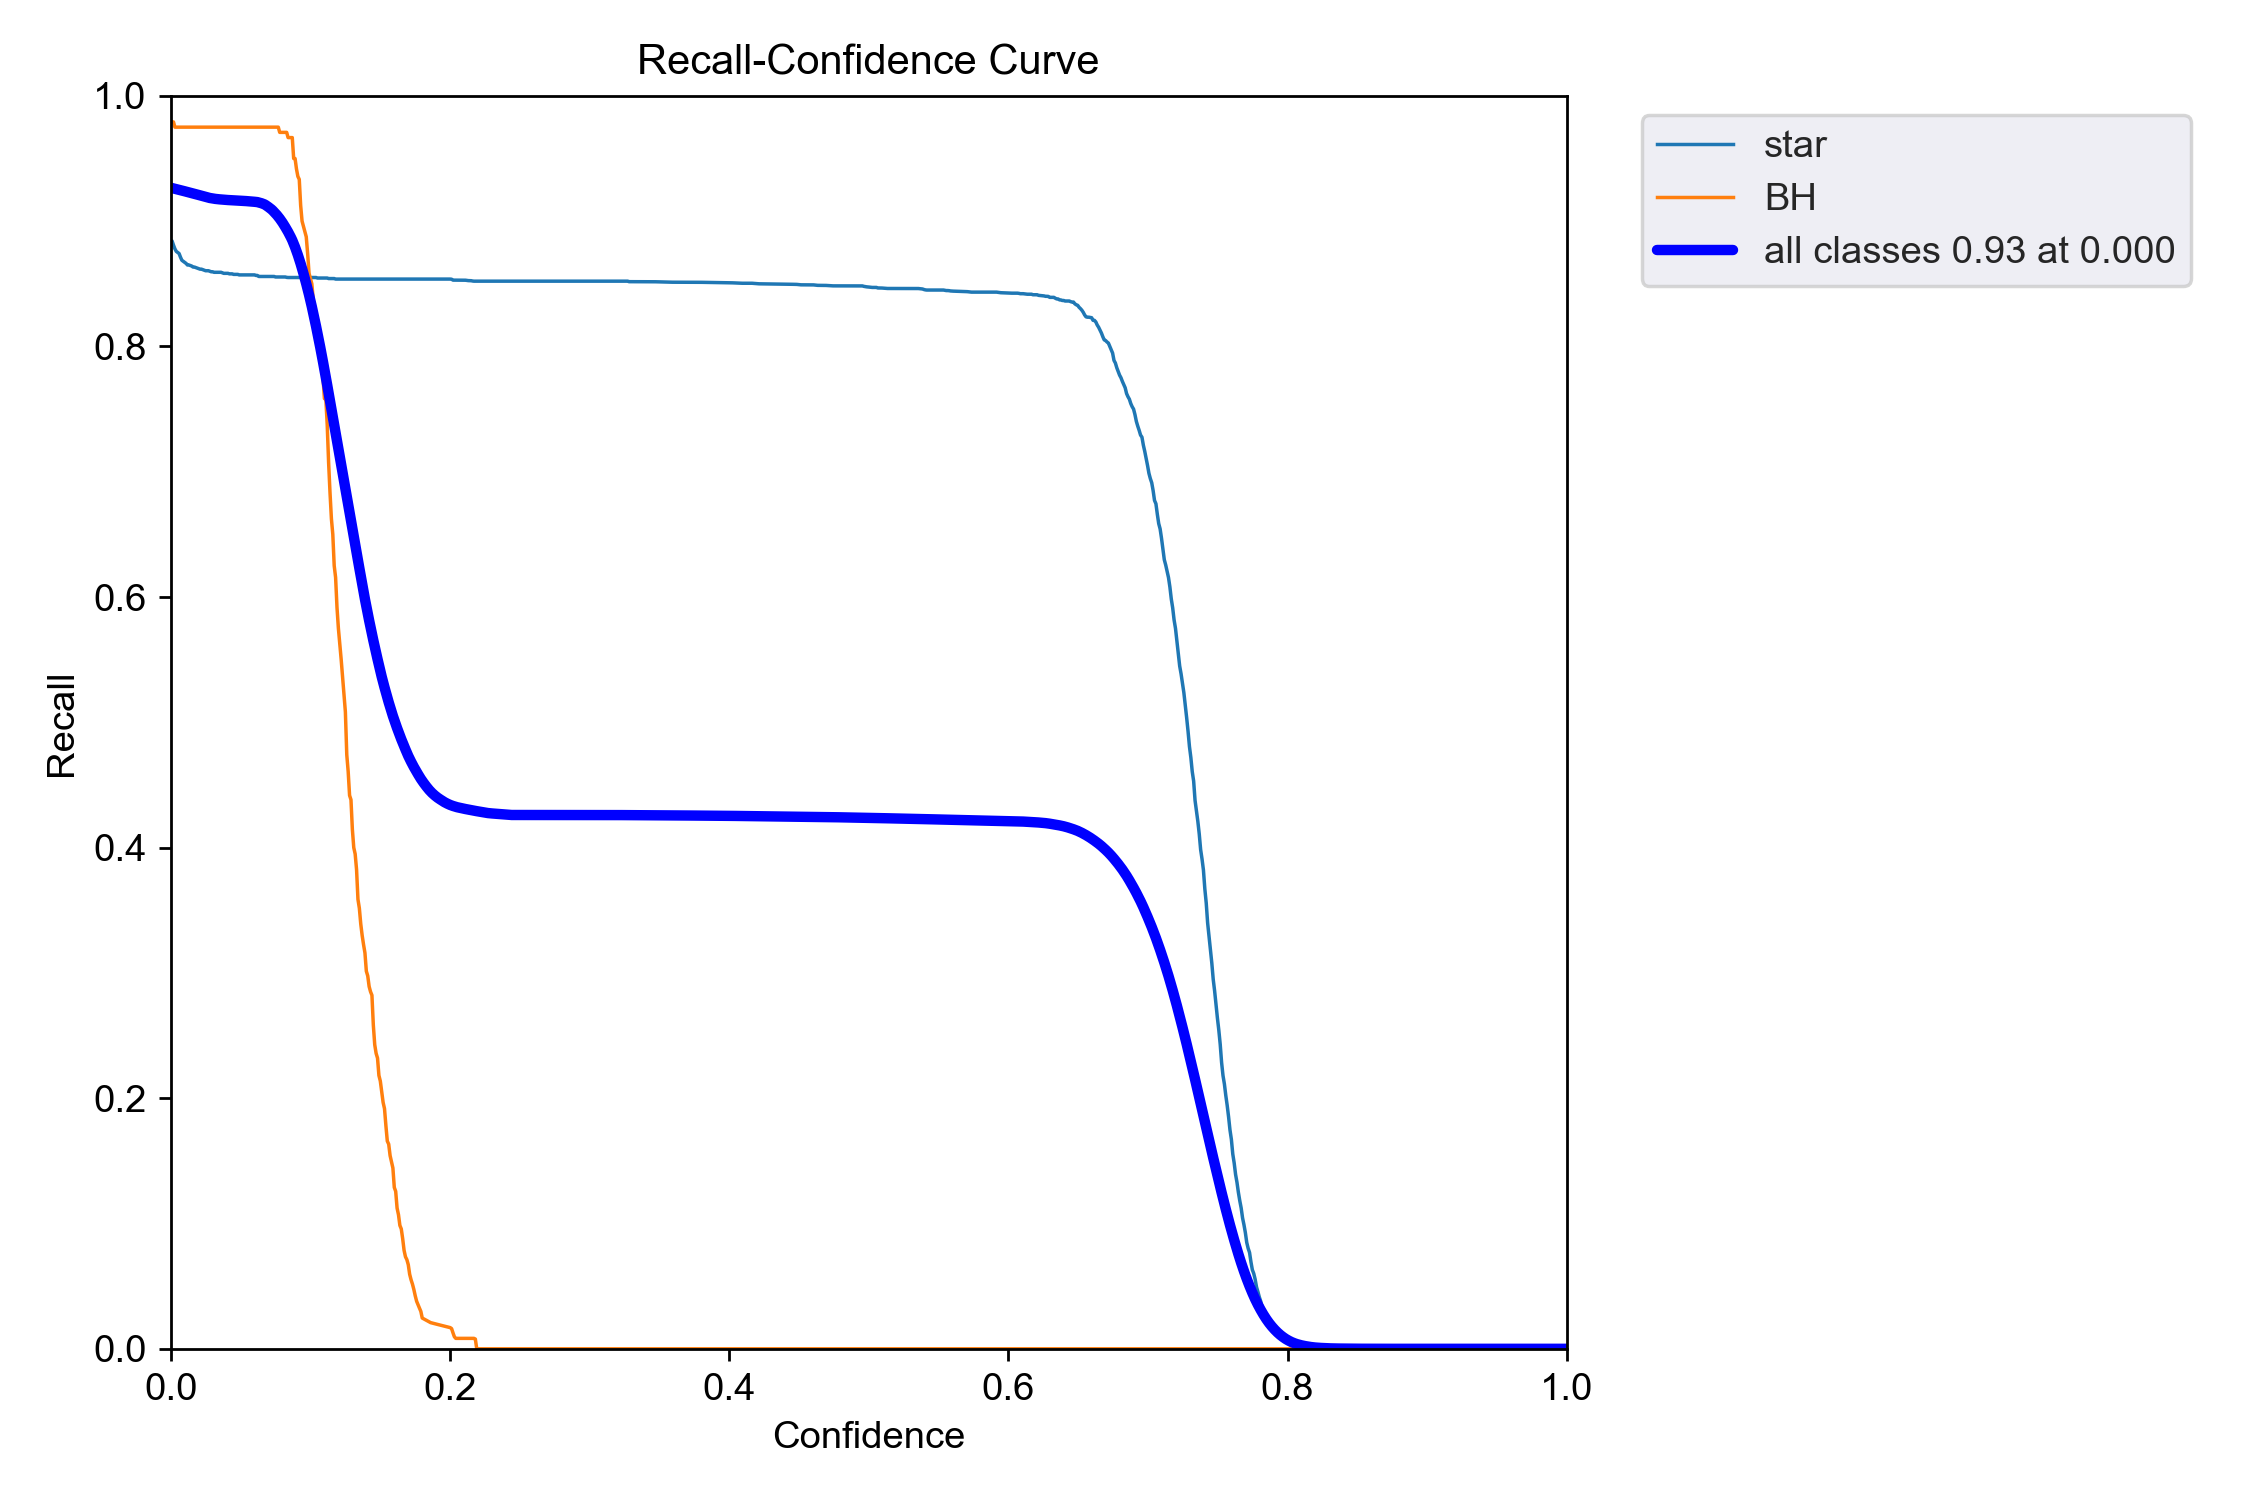 Recall-Confidence Curve
1.0
0.8
0.6
0.4
0.2
0.0
Recall
0.0 0.2 0.4 0.6 0.8 1.0
Confidence
star
BH
all classes 0.93 at 0.000